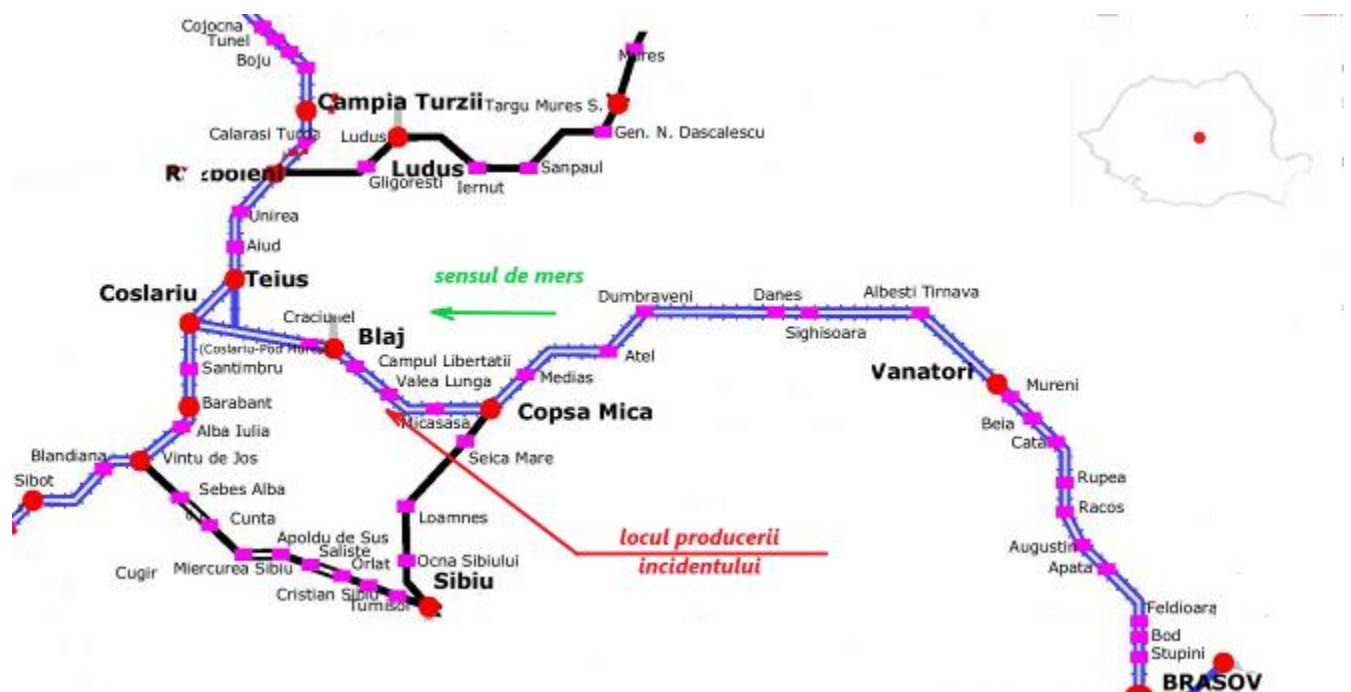 Cojocna
Tunel
Boju
Mures
Campia Turzii
Targu Mures S.
Calarasi Turda
Ludus
Gen. N. Dascalescu
Ludus
Sanpaul
Gligoresti
Iernut
Unirea
Aiud
Teius
sensul de mers
Coslariu
Dumbraveni
Danes
Albesti Tirnava
Craciunel
Sighisoara
Blaj
Atel
Santimbru
Campul Libertatii
Valea Lunga
Medias
Vanatori
Mureni
Barabant
Micasasa
Copsa Mica
Beia
Alba Iulia
Cata
Blandiana
Vintu de Jos
Seica Mare
Sibot
Rupea
Sebes Alba
Racos
Cunta
Loamnes
locul producerii
incidentului
Apoldu de Sus
Saliste
Augustin
Cugir
Miercurea Sibiu
Orlat
Ocna Sibiului
Apata
Sibiu
Cristian Sibiu
Turnisor
Feldioara
Bod
Stupini
BRASOV